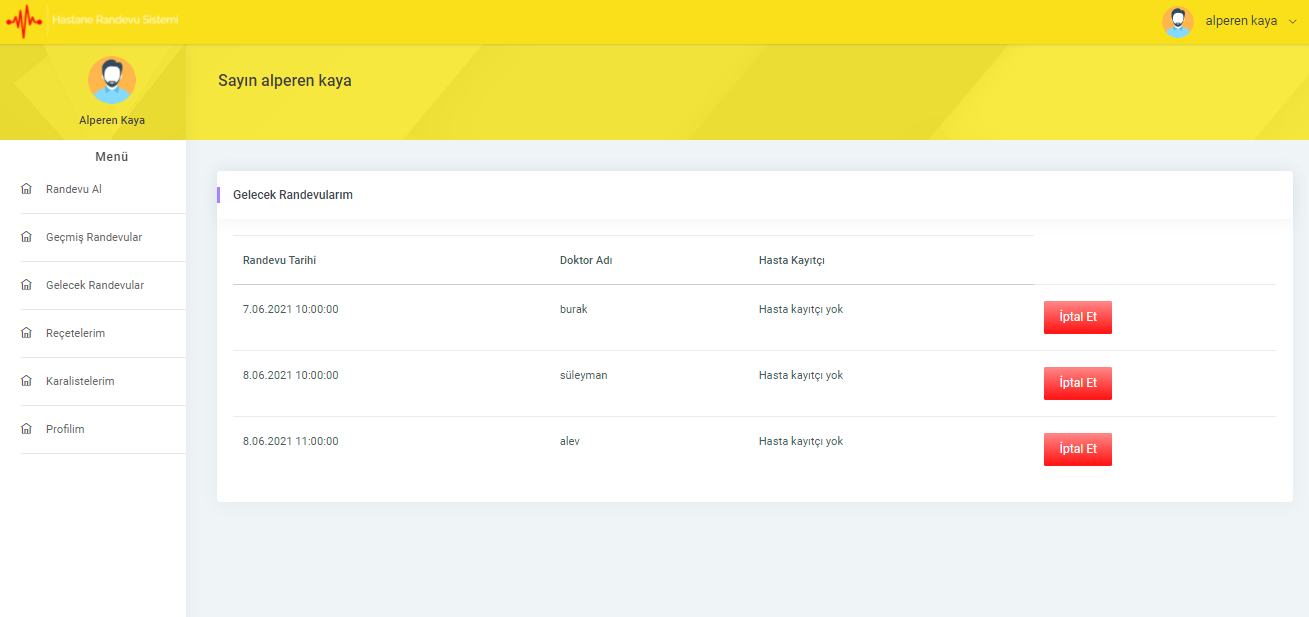 Hastane Randevu Sistemi
alperen kaya
Alperen Kaya
Sayın alperen kaya
Menü
Randevu Al
Geçmiş Randevular
Gelecek Randevular
Reçetelerim
Karalistelerim
Profilim
Gelecek Randevularım
Randevu Tarihi Doktor Adı Hasta Kayıtçı
7.06.2021 10:00:00 burak Hasta kayıtçı yok İptal Et
8.06.2021 10:00:00 süleyman Hasta kayıtçı yok İptal Et
8.06.2021 11:00:00 alev Hasta kayıtçı yok İptal Et